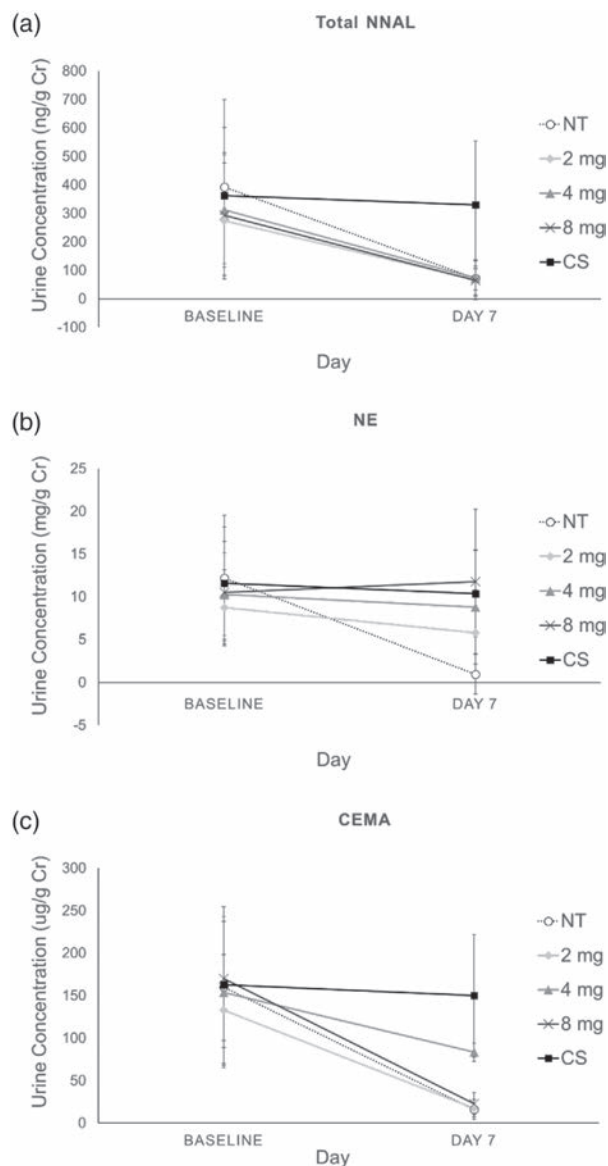 (a)
Total NNAL
Urine Concentration (ng/g Cr)
800
700
600
500
400
300
200
100
0
-100
BASELINE
DAY 7
Day
NT
2 mg
4 mg
8 mg
CS
(b)
NE
Urine Concentration (mg/g Cr)
25
20
15
10
5
0
-5
BASELINE
DAY 7
Day
NT
2 mg
4 mg
8 mg
CS
(c)
CEMA
Urine Concentration (ug/g Cr)
300
250
200
150
100
50
0
BASELINE
DAY 7
Day
NT
2 mg
4 mg
8 mg
CS